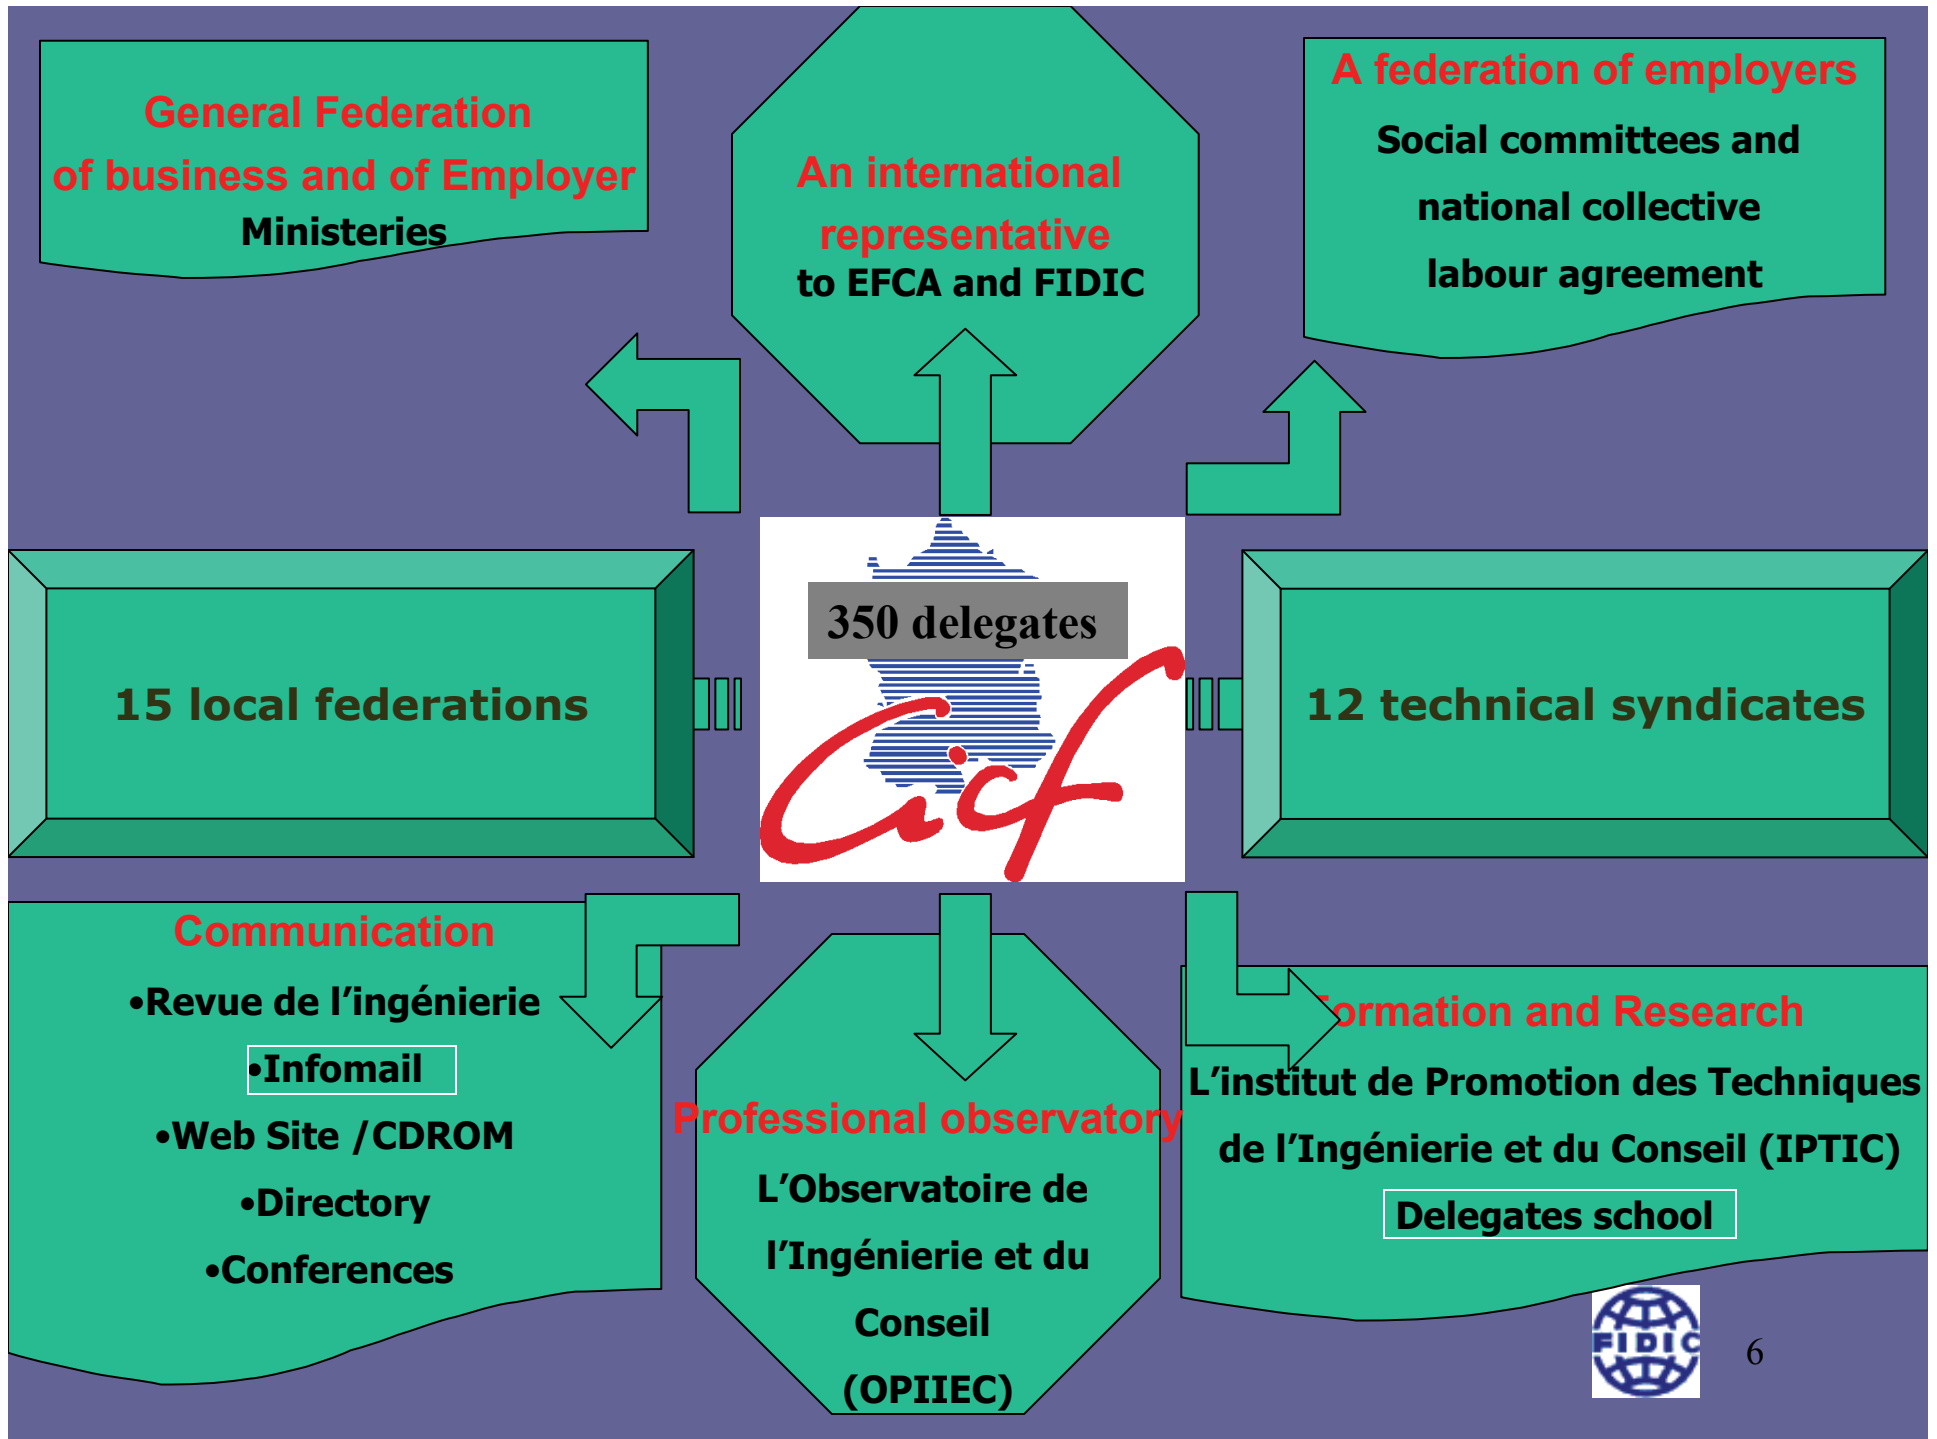 General Federation
of business and of Employer
Ministeries
An international
representative
to EFCA and FIDIC
A federation of employers
Social committees and
national collective
labour agreement
15 local federations
350 delegates
Cicf
12 technical syndicates
Communication
•Revue de l’ingénierie
•Infomail
•Web Site /CDROM
•Directory
•Conferences
Professional observatory
L’Observatoire de
l’Ingénierie et du
Conseil
(OPIIEC)
Formation and Research
L’institut de Promotion des Techniques
de l’Ingénierie et du Conseil (IPTIC)
Delegates school
FIDIC
6